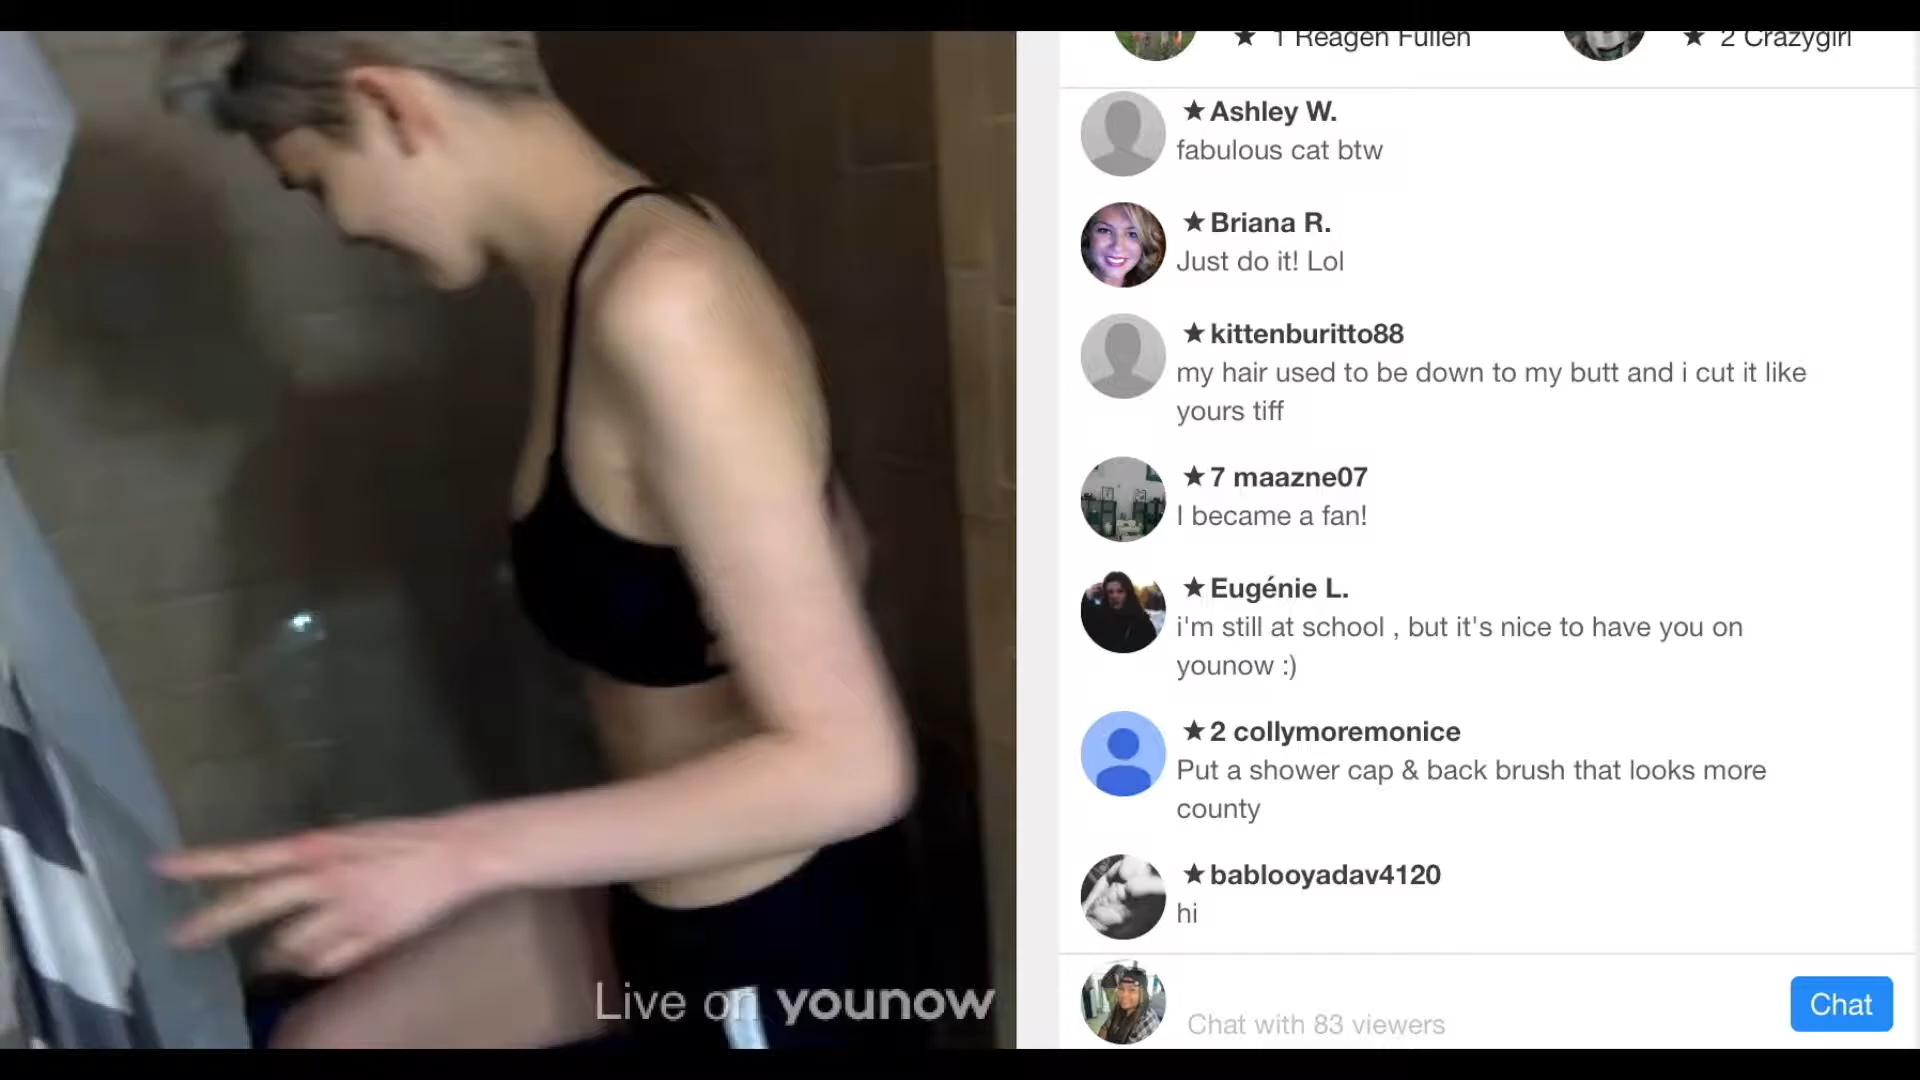 ★ 1 Reagen Fullen
★ 2 Crazygirl
★ Ashley W.
fabulous cat btw
★ Briana R.
Just do it! Lol
★ kittenburitto88
my hair used to be down to my butt and i cut it like
yours tiff
★ 7 maazne07
I became a fan!
★ Eugénie L.
i'm still at school , but it's nice to have you on
younow :)
★ 2 collymoremonice
Put a shower cap & back brush that looks more
county
★ bablooyadav4120
hi
Live on younow
Chat with 83 viewers
Chat